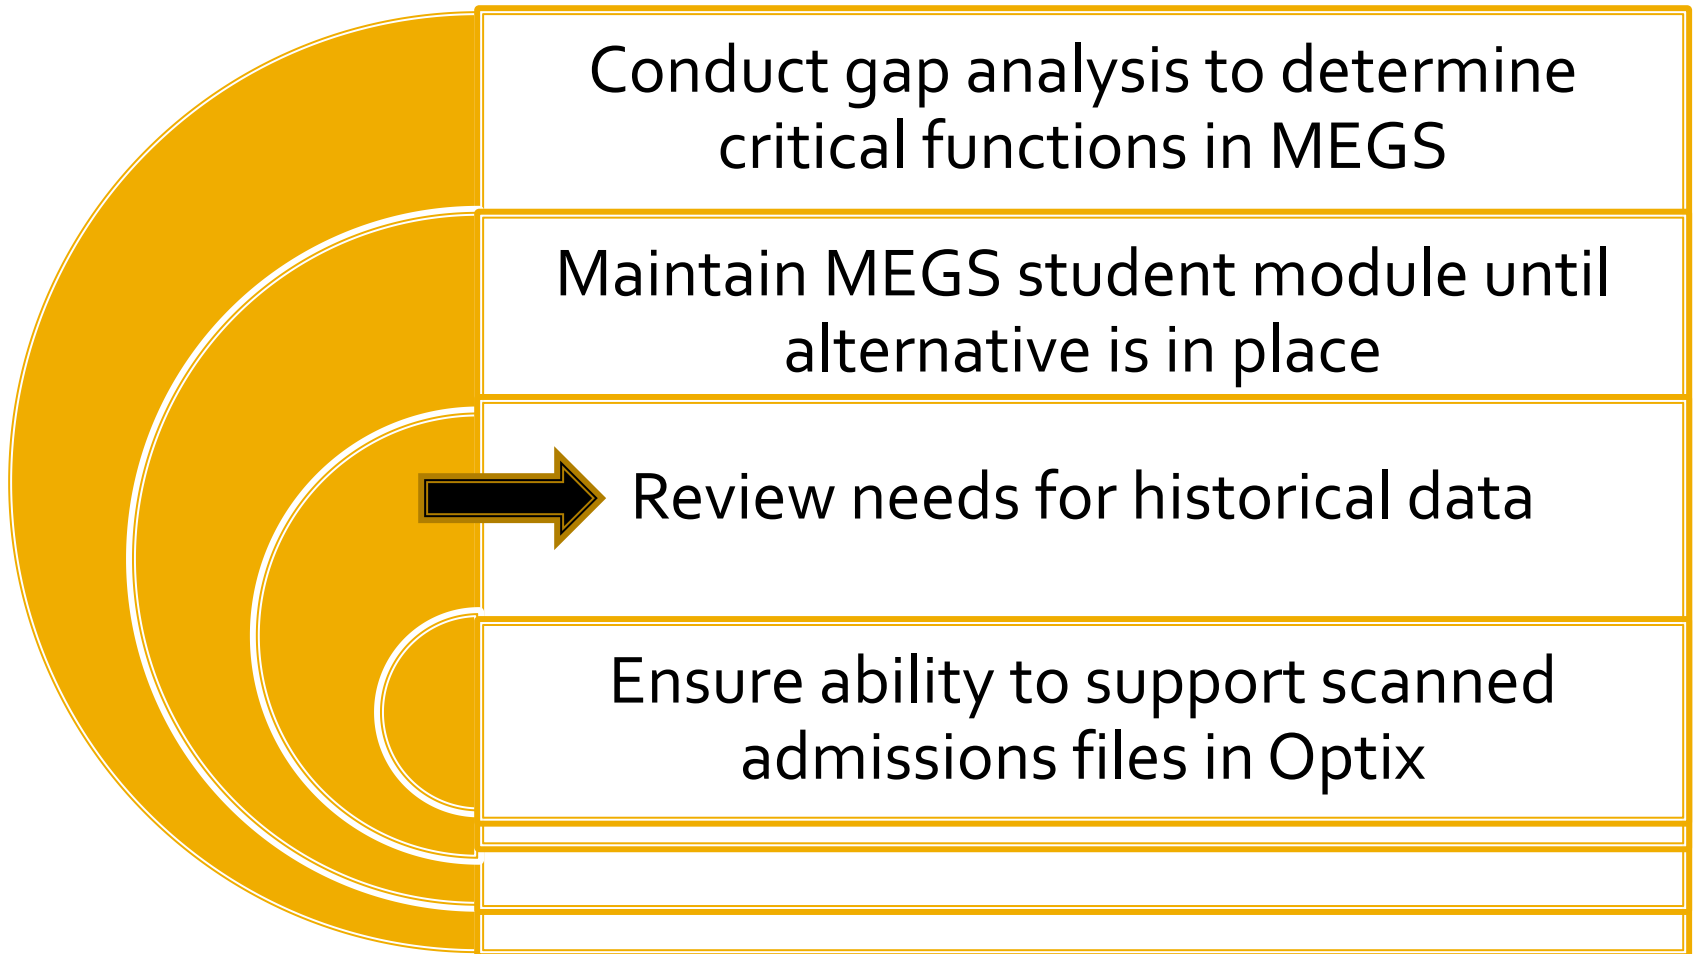 Conduct gap analysis to determine
critical functions in MEGS
Maintain MEGS student module until
alternative is in place
Review needs for historical data
Ensure ability to support scanned
admissions files in Optix